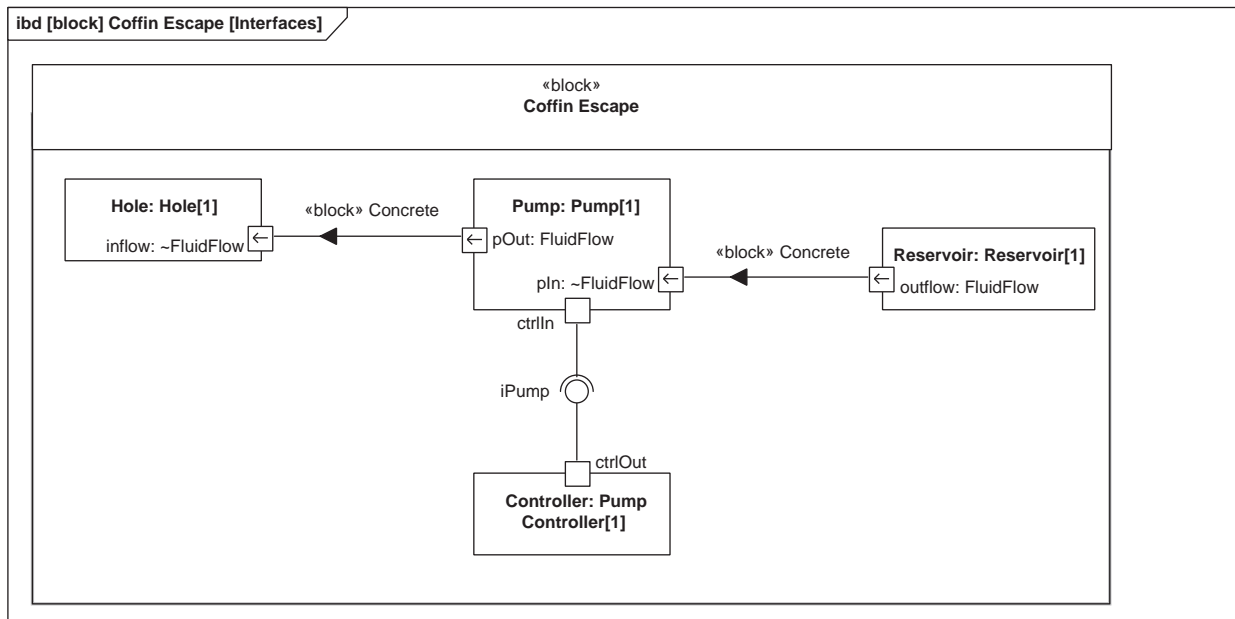 ibd [block] Coffin Escape [Interfaces]
«block»
Coffin Escape
Hole: Hole[1]
inflow: ~FluidFlow
«block» Concrete
Pump: Pump[1]
pOut: FluidFlow
pIn: ~FluidFlow
ctrlIn
«block» Concrete
Reservoir: Reservoir[1]
outflow: FluidFlow
iPump
ctrlOut
Controller: Pump
Controller[1]